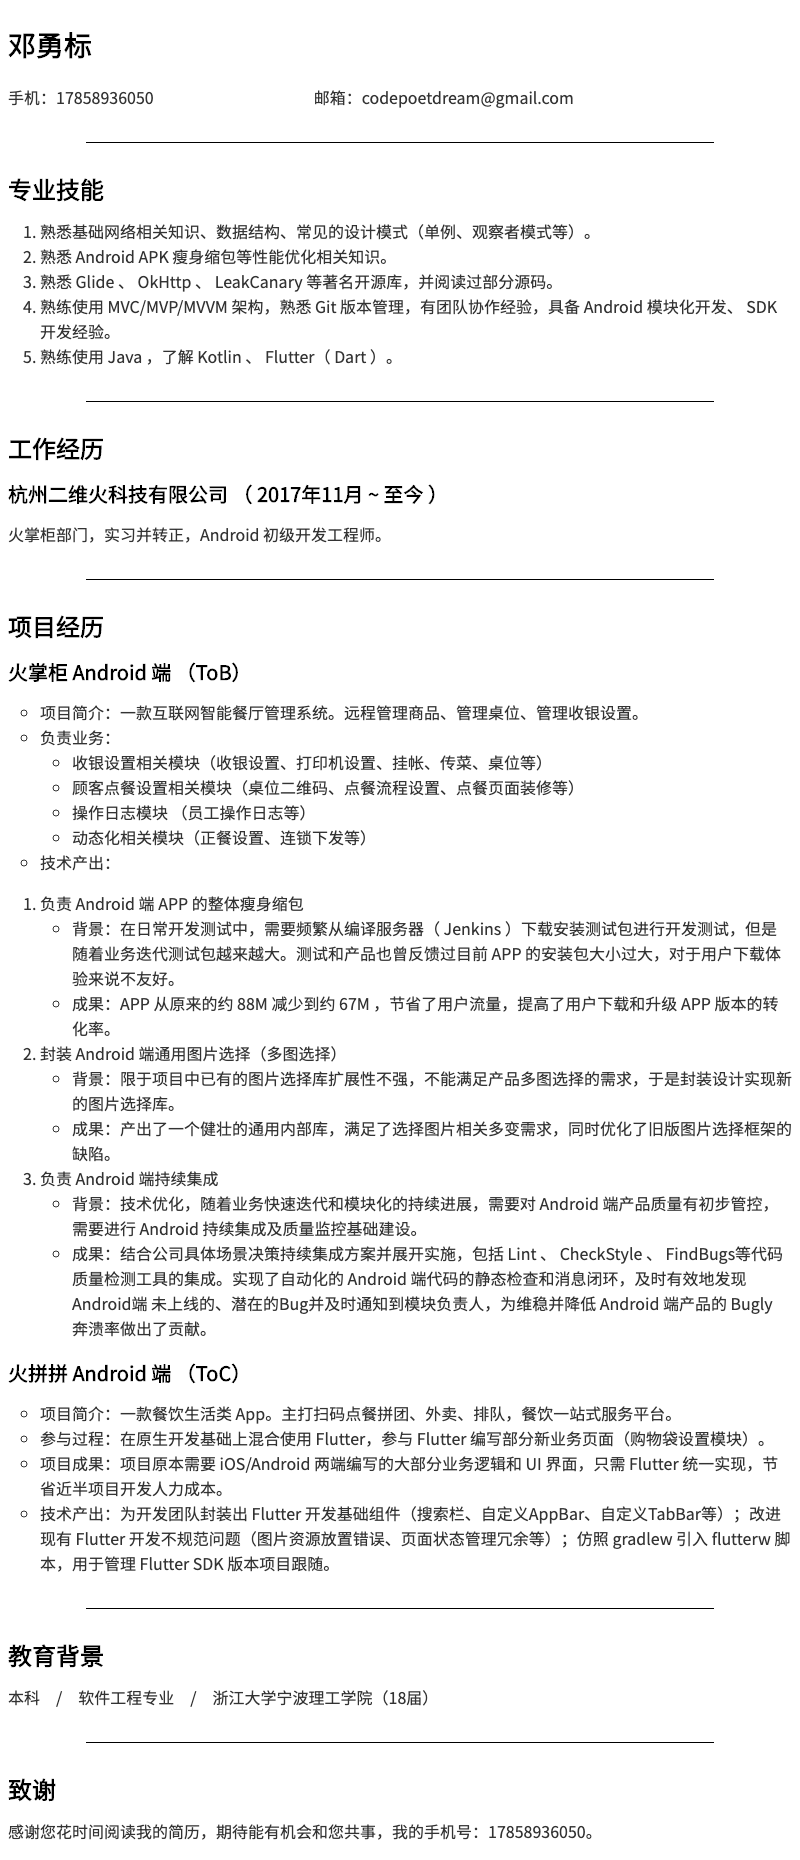 邓勇标
手机：17858936050 邮箱：codepoetdream@gmail.com
专业技能
1. 熟悉基础网络相关知识、数据结构、常见的设计模式（单例、观察者模式等）。
2. 熟悉 Android APK 瘦身缩包等性能优化相关知识。
3. 熟悉 Glide 、 OkHttp 、 LeakCanary 等著名开源库，并阅读过部分源码。
4. 熟练使用 MVC/MVP/MVVM 架构，熟悉 Git 版本管理，有团队协作经验，具备 Android 模块化开发、 SDK
开发经验。
5. 熟练使用 Java ，了解 Kotlin 、 Flutter（ Dart ）。
工作经历
杭州二维火科技有限公司 （ 2017年11月 ~ 至今 ）
火掌柜部门，实习并转正，Android 初级开发工程师。
项目经历
火掌柜 Android 端 （ToB）
项目简介：一款互联网智能餐厅管理系统。远程管理商品、管理桌位、管理收银设置。
负责业务：
收银设置相关模块（收银设置、打印机设置、挂帐、传菜、桌位等）
顾客点餐设置相关模块（桌位二维码、点餐流程设置、点餐页面装修等）
操作日志模块 （员工操作日志等）
动态化相关模块（正餐设置、连锁下发等）
技术产出：
1. 负责 Android 端 APP 的整体瘦身缩包
背景：在日常开发测试中，需要频繁从编译服务器（ Jenkins ）下载安装测试包进行开发测试，但是
随着业务迭代测试包越来越大。测试和产品也曾反馈过目前 APP 的安装包大小过大，对于用户下载体
验来说不友好。
成果：APP 从原来的约 88M 减少到约 67M ，节省了用户流量，提高了用户下载和升级 APP 版本的转
化率。
2. 封装 Android 端通用图片选择（多图选择）
背景：限于项目中已有的图片选择库扩展性不强，不能满足产品多图选择的需求，于是封装设计实现新
的图片选择库。
成果：产出了一个健壮的通用内部库，满足了选择图片相关多变需求，同时优化了旧版图片选择框架的
缺陷。
3. 负责 Android 端持续集成
背景：技术优化，随着业务快速迭代和模块化的持续进展，需要对 Android 端产品质量有初步管控，
需要进行 Android 持续集成及质量监控基础建设。
成果：结合公司具体场景决策持续集成方案并展开实施，包括 Lint 、 CheckStyle 、 FindBugs等代码
质量检测工具的集成。实现了自动化的 Android 端代码的静态检查和消息闭环，及时有效地发现
Android端 未上线的、潜在的Bug并及时通知到模块负责人，为维稳并降低 Android 端产品的 Bugly
奔溃率做出了贡献。
火拼拼 Android 端 （ToC）
项目简介：一款餐饮生活类 App。主打扫码点餐拼团、外卖、排队，餐饮一站式服务平台。
参与过程：在原生开发基础上混合使用 Flutter，参与 Flutter 编写部分新业务页面（购物袋设置模块）。
项目成果：项目原本需要 iOS/Android 两端编写的大部分业务逻辑和 UI 界面，只需 Flutter 统一实现，节
省近半项目开发人力成本。
技术产出：为开发团队封装出 Flutter 开发基础组件（搜索栏、自定义AppBar、自定义TabBar等）；改进
现有 Flutter 开发不规范问题（图片资源放置错误、页面状态管理冗余等）；仿照 gradlew 引入 flutterw 脚
本，用于管理 Flutter SDK 版本项目跟随。
教育背景
本科 / 软件工程专业 / 浙江大学宁波理工学院（18届）
致谢
感谢您花时间阅读我的简历，期待能有机会和您共事，我的手机号：17858936050。